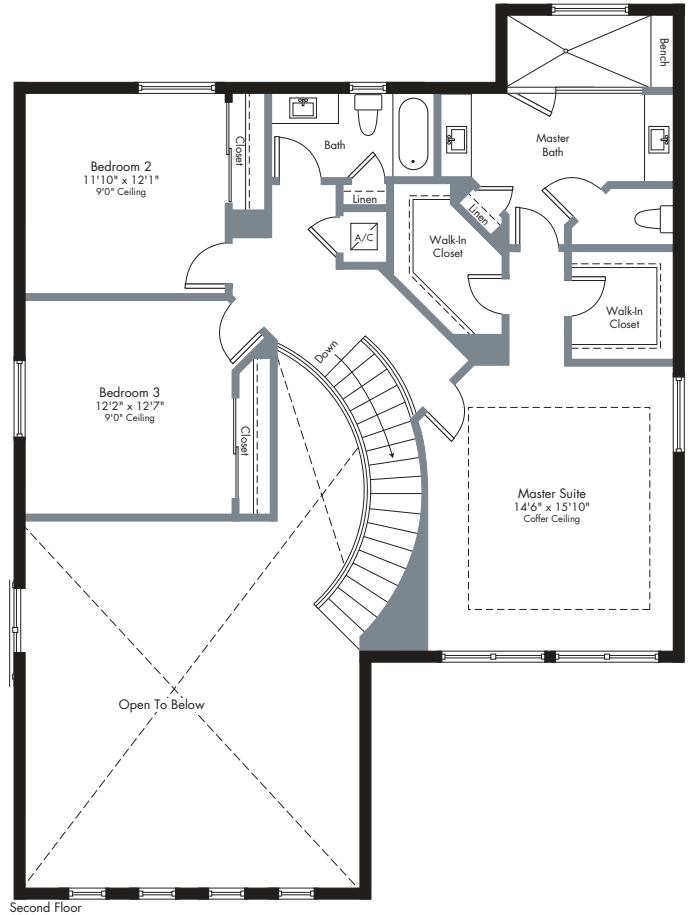 Bench
Closet
Bath
Master
Bath
Bedroom 2
11'10" x 12'1"
9'0" Ceiling
Linen
Linen
A/C
Walk-In
Closet
Walk-In
Closet
Down
Bedroom 3
12'2" x 12'7"
9'0" Ceiling
Closet
Master Suite
14'6" x 15'10"
Coffer Ceiling
Open To Below
Second Floor